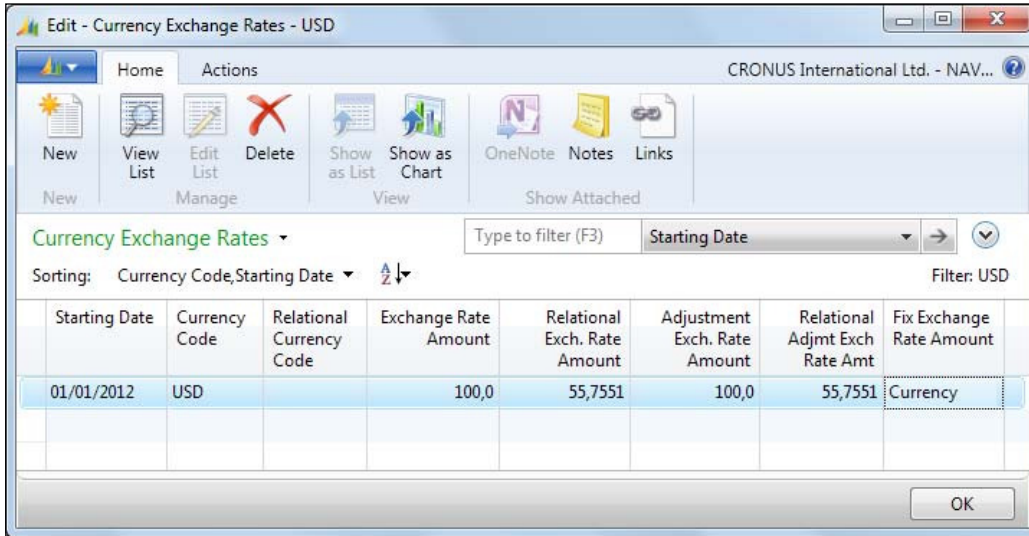 Edit - Currency Exchange Rates - USD
Home Actions CRONUS International Ltd. - NAV...
New View List Edit List Delete Show as List Show as Chart OneNote Notes Links
New Manage View Show Attached
Currency Exchange Rates Type to filter (F3) Starting Date
Sorting: Currency Code,Starting Date Filter: USD
Starting Date Currency Code Relational Currency Code Exchange Rate Amount Relational Exch. Rate Amount Adjustment Exch. Rate Amount Relational Adjmt Exch Rate Amt Fix Exchange Rate Amount
01/01/2012 USD 100,0 55,7551 100,0 55,7551 Currency
OK